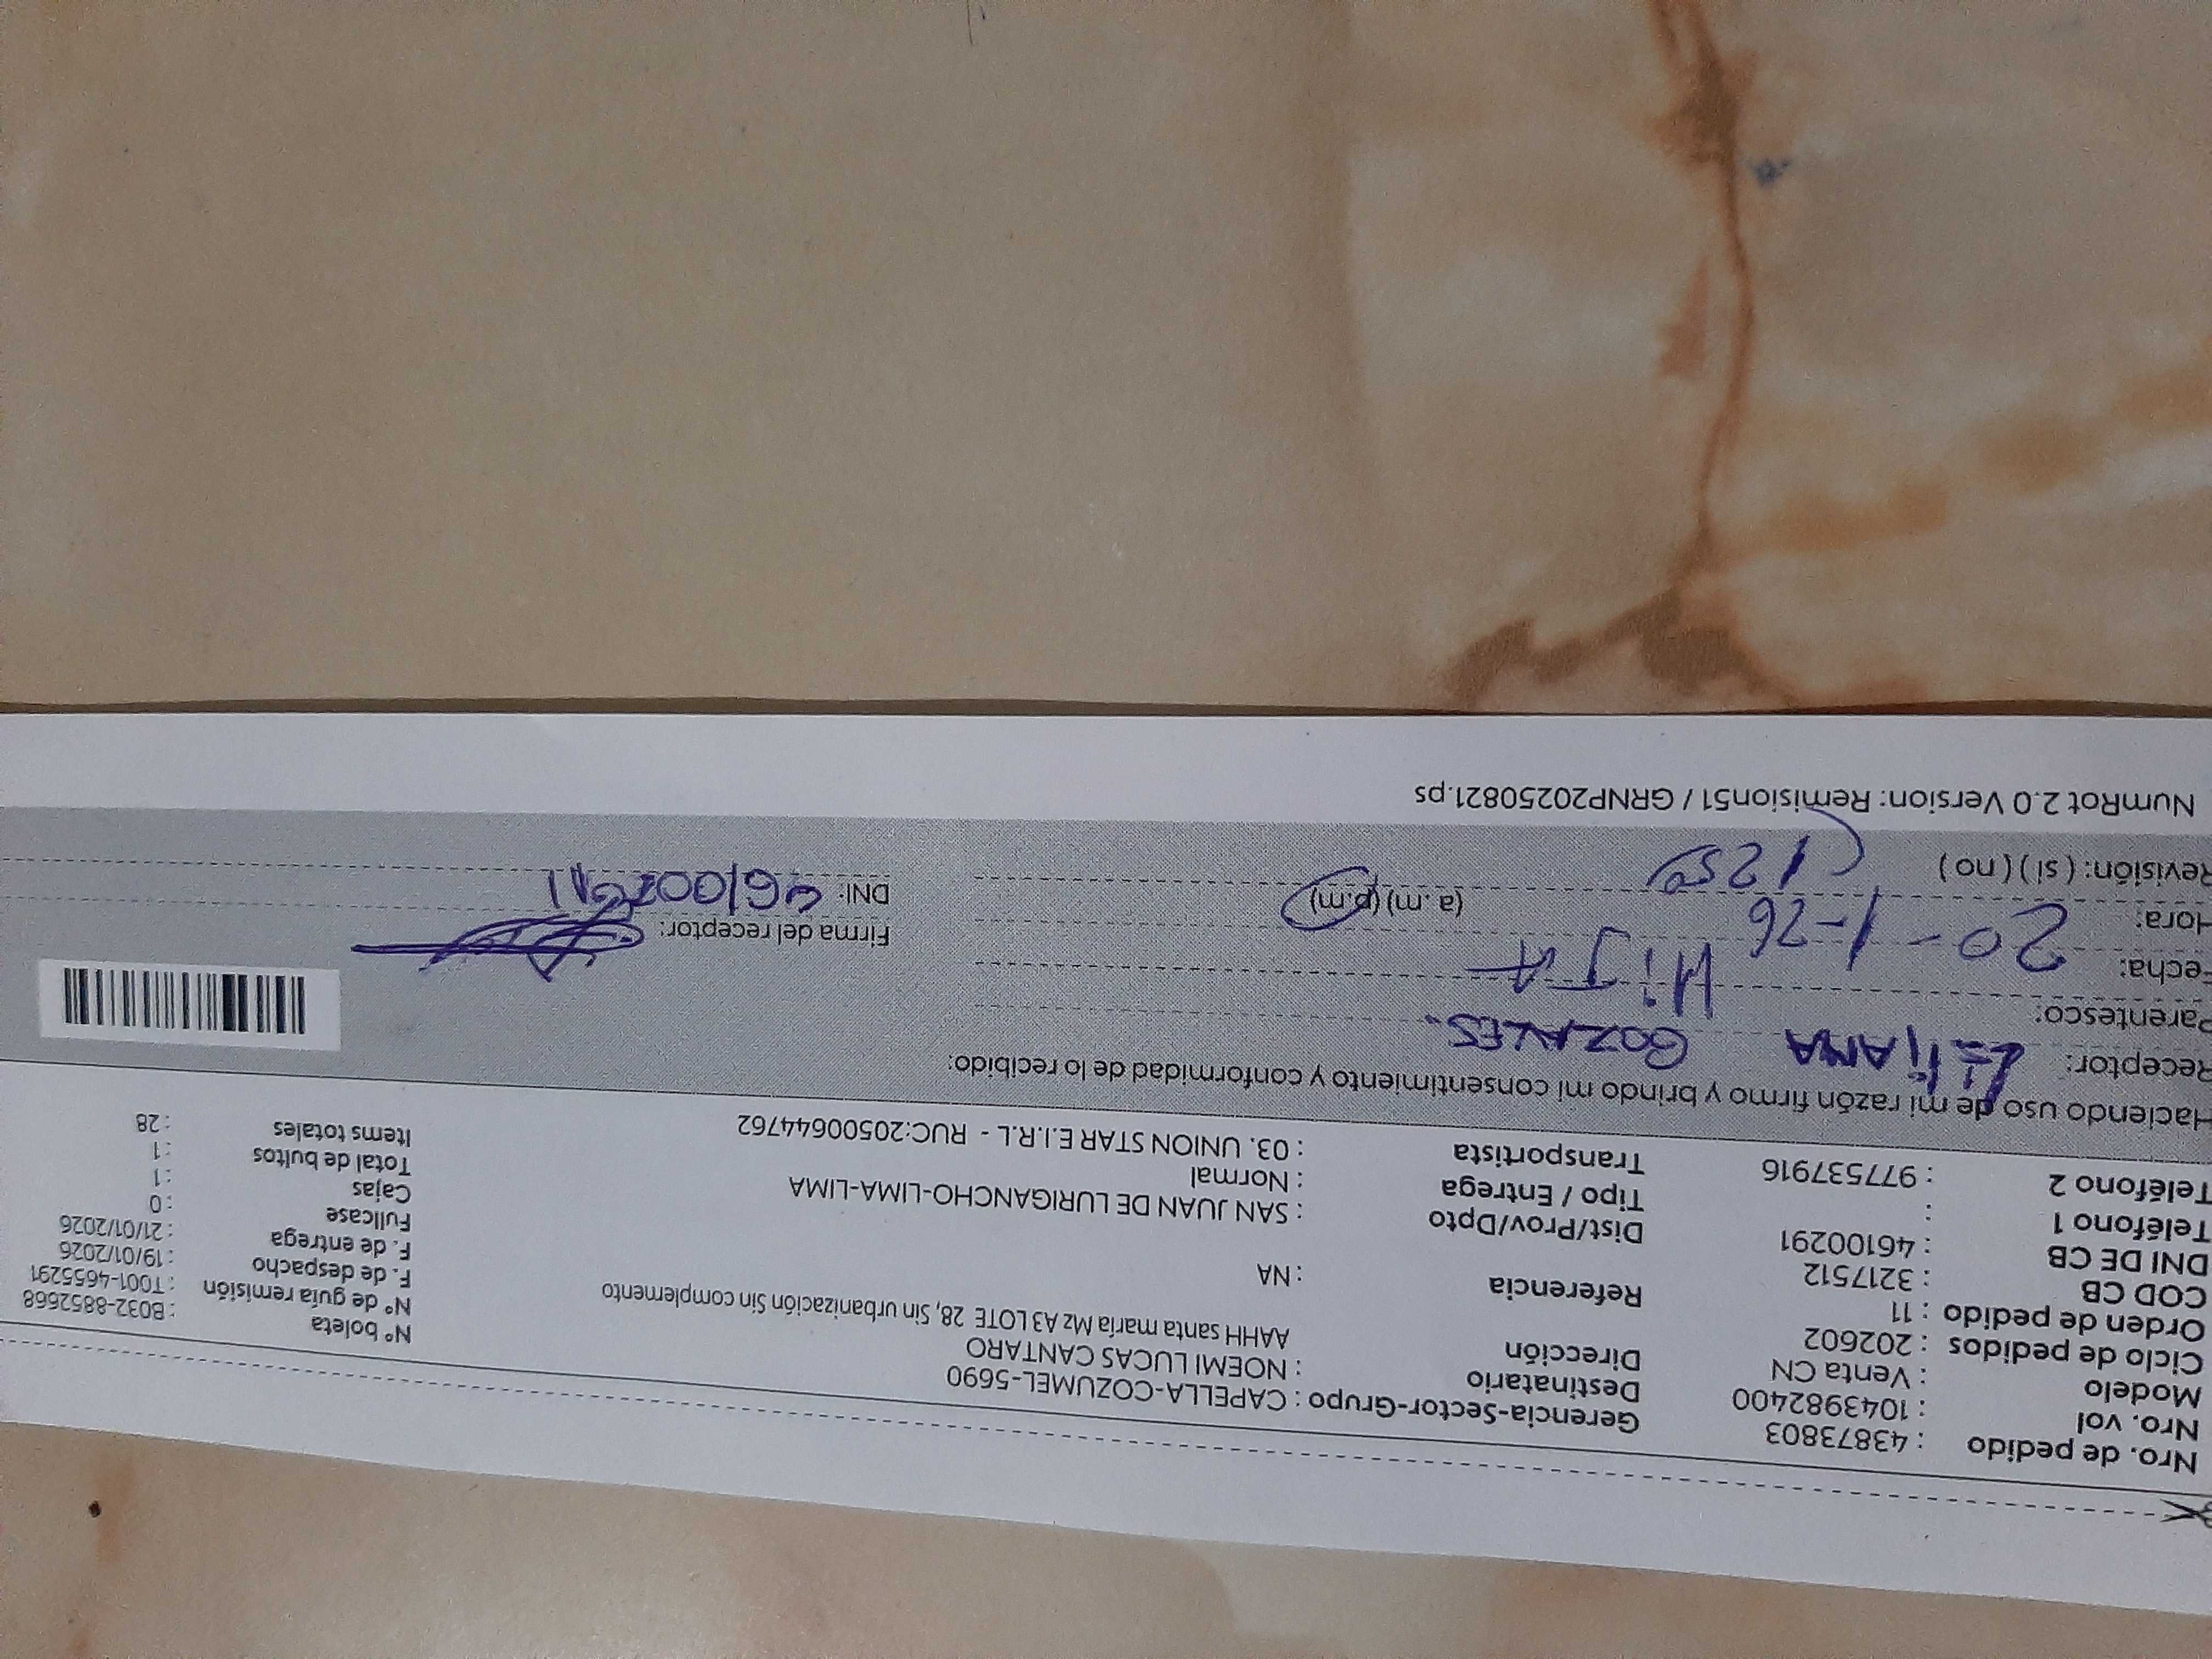 Nro. de pedido : 43873803
Nro. vol : 1043982400
Modelo : Venta CN
Ciclo de pedidos : 202602
Orden de pedido : 11
COD CB : 3217512
DNI DE CB : 46100291
Teléfono 1 :
Teléfono 2 : 977537916
Gerencia-Sector-Grupo : CAPELLA-COZUMEL-5690
Destinatario : NOEMI LUCAS CANTARO
Dirección AAHH santa maría Mz A3 LOTE 28, Sin urbanización Sin complemento
Referencia : NA
Dist/Prov/Dpto : SAN JUAN DE LURIGANCHO-LIMA-LIMA
Tipo / Entrega : Normal
Transportista : 03. UNION STAR E.I.R.L - RUC:20500644762
N° boleta : B032-8852668
N° de guía remisión : T001-4655291
F. de despacho : 19/01/2026
F. de entrega : 21/01/2026
Fullcase : 0
Cajas : 1
Total de bultos : 1
Items totales : 28
Haciendo uso de mi razón firmo y brindo mi consentimiento y conformidad de lo recibido:
Receptor: GOZALES.
Parentesco: HiJA
Fecha: 20-1-26
Hora: 1250 (a.m) (p.m)
Revisión: ( si ) ( no )
Firma del receptor:
DNI:
NumRot 2.0 Version: Remision51 / GRNP20250821.ps